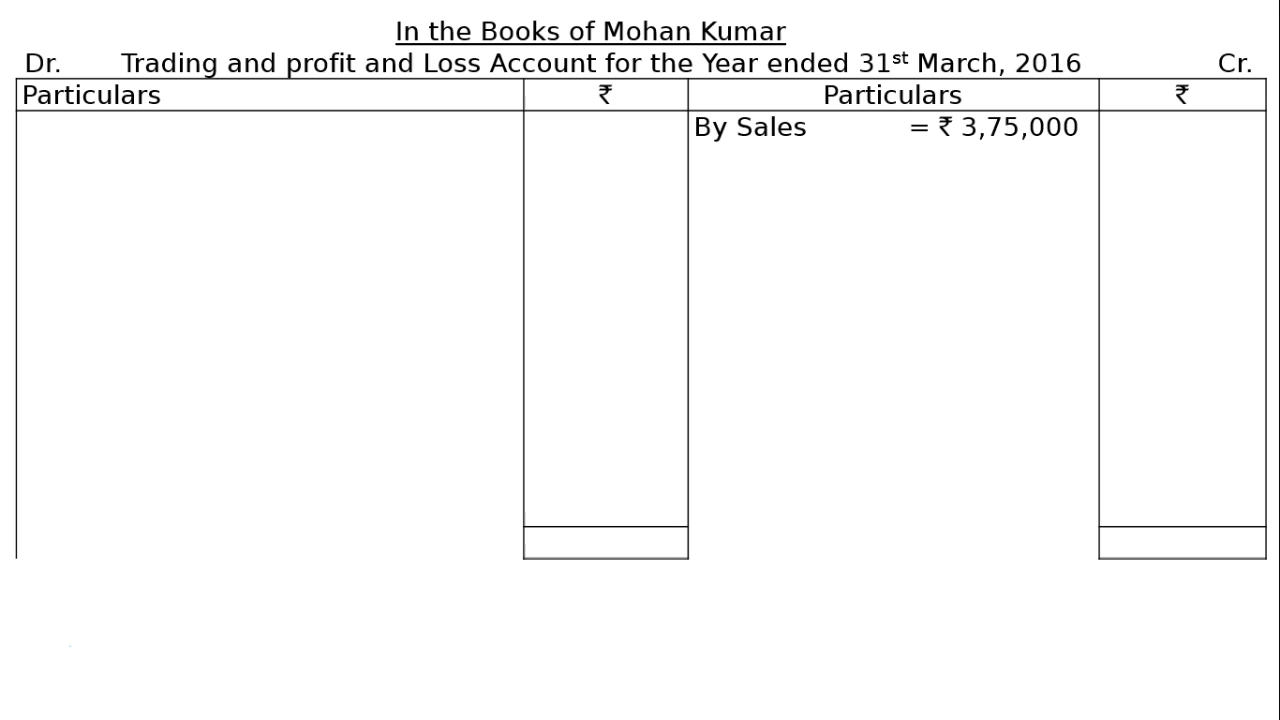 In the Books of Mohan Kumar
Dr. Trading and profit and Loss Account for the Year ended 31st March, 2016 Cr.
Particulars ₹ Particulars ₹
By Sales = ₹ 3,75,000